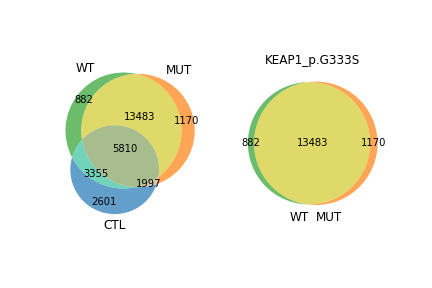 WT
MUT
882
13483
1170
5810
3355
1997
2601
CTL
KEAP1_p.G333S
882
13483
1170
WT MUT